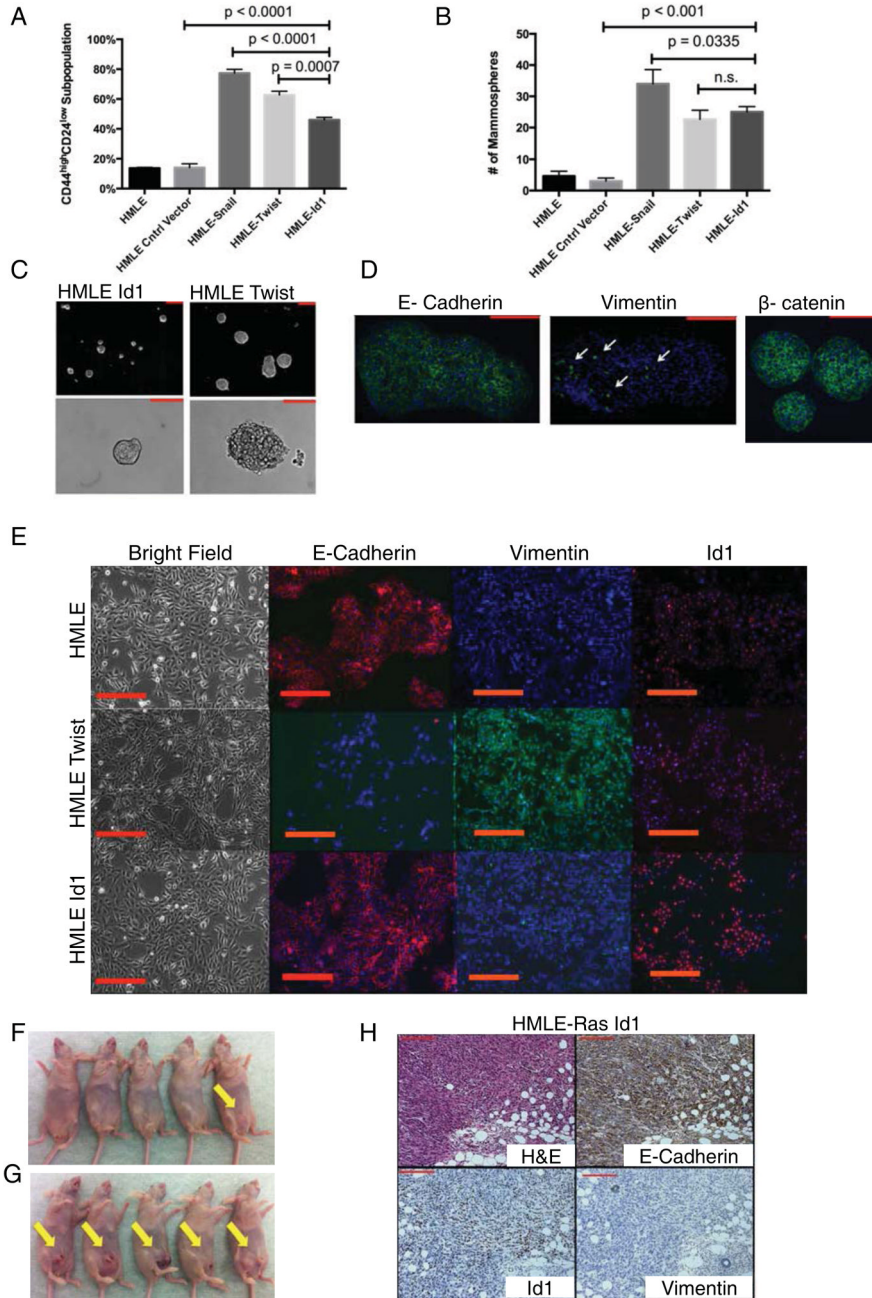 A
p < 0.0001
p < 0.0001
p = 0.0007
CD44highCD24low Subpopulation
100%
80%
60%
40%
20%
0%
HMLE
HMLE Cntrl Vector
HMLE-Snail
HMLE-Twist
HMLE-Id1
B
p < 0.001
p = 0.0335
n.s.
# of Mammospheres
50
40
30
20
10
0
HMLE
HMLE Cntrl Vector
HMLE-Snail
HMLE-Twist
HMLE-Id1
C
HMLE Id1
HMLE Twist
D
E- Cadherin
Vimentin
β- catenin
E
Bright Field
E-Cadherin
Vimentin
Id1
HMLE
HMLE Twist
HMLE Id1
F
G
H
HMLE-Ras Id1
H&E
E-Cadherin
Id1
Vimentin